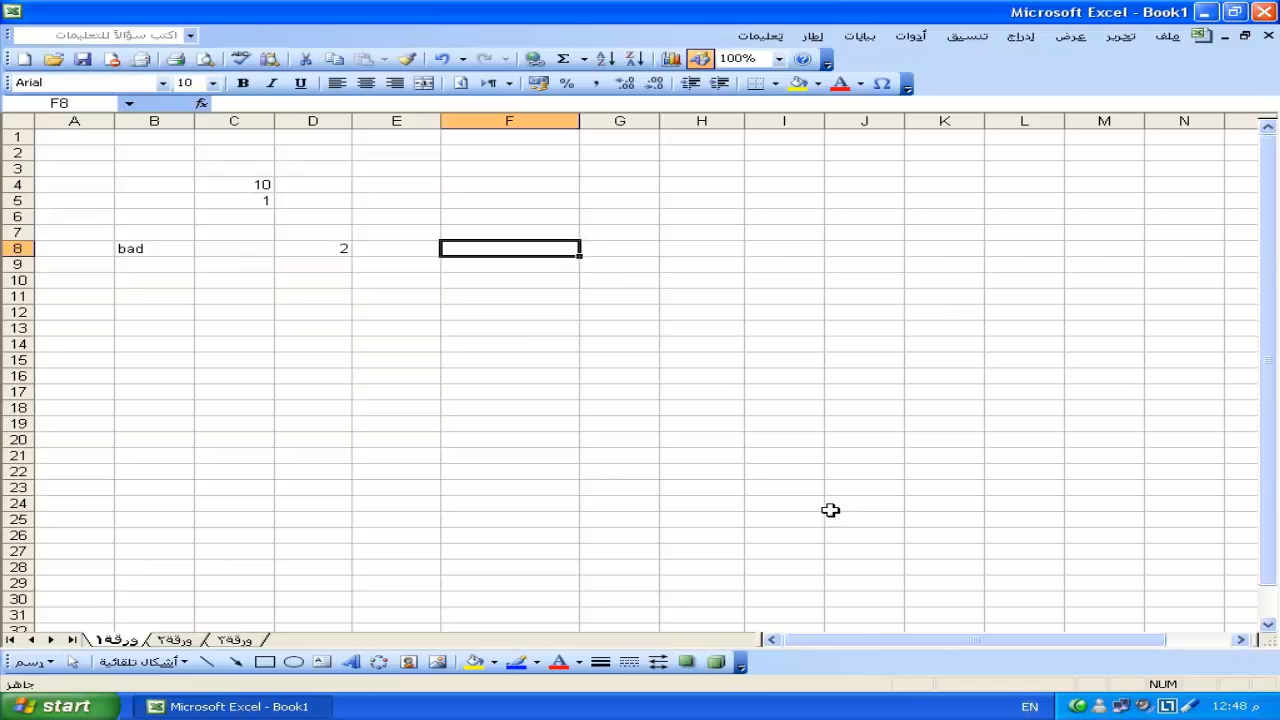 Microsoft Excel - Book1
اكتب سؤالاً للتعليمات
ملف تحرير عرض إدراج تنسيق أدوات بيانات إطار تعليمات
100%
Arial 10 B I U
F8 fx
A B C D E F G H I J K L M N
1
2
3
4 10
5 1
6
7
8 bad 2
9
10
11
12
13
14
15
16
17
18
19
20
21
22
23
24
25
26
27
28
29
30
31
32
ورقة١ ورقة٢ ورقة٣
رسم أشكال تلقائية
جاهز NUM
start Microsoft Excel - Book1 EN 12:48 م